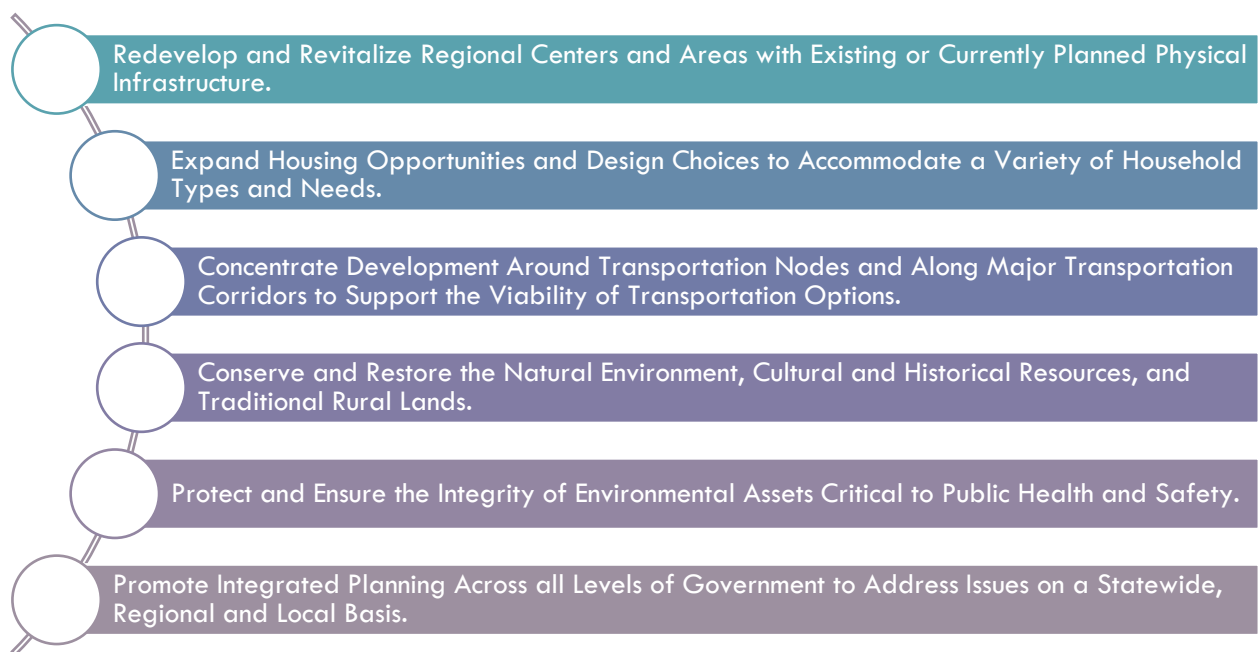 Redevelop and Revitalize Regional Centers and Areas with Existing or Currently Planned Physical
Infrastructure.
Expand Housing Opportunities and Design Choices to Accommodate a Variety of Household
Types and Needs.
Concentrate Development Around Transportation Nodes and Along Major Transportation
Corridors to Support the Viability of Transportation Options.
Conserve and Restore the Natural Environment, Cultural and Historical Resources, and
Traditional Rural Lands.
Protect and Ensure the Integrity of Environmental Assets Critical to Public Health and Safety.
Promote Integrated Planning Across all Levels of Government to Address Issues on a Statewide,
Regional and Local Basis.